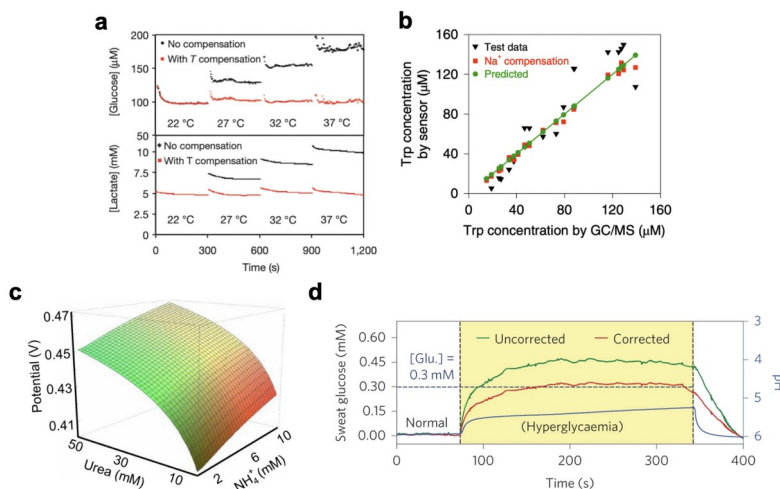 a
No compensation
With T compensation
[Glucose] (μM)
200
150
100
50
22 °C
27 °C
32 °C
37 °C
No compensation
With T compensation
[Lactate] (mM)
10
7.5
5
2.5
0
22 °C
27 °C
32 °C
37 °C
0
300
600
900
1,200
Time (s)
b
Test data
Na⁺ compensation
Predicted
Trp concentration
by sensor (μM)
160
120
80
40
0
0
40
80
120
160
Trp concentration by GC/MS (μM)
c
Potential (V)
0.47
0.45
0.43
0.41
50
30
10
Urea (mM)
2
6
10
NH₄⁺ (mM)
d
Uncorrected
Corrected
[Glu.] =
0.3 mM
Normal
(Hyperglycaemia)
Sweat glucose (mM)
0.60
0.45
0.30
0.15
0.00
3
4
5
6
pH
0
100
200
300
400
Time (s)